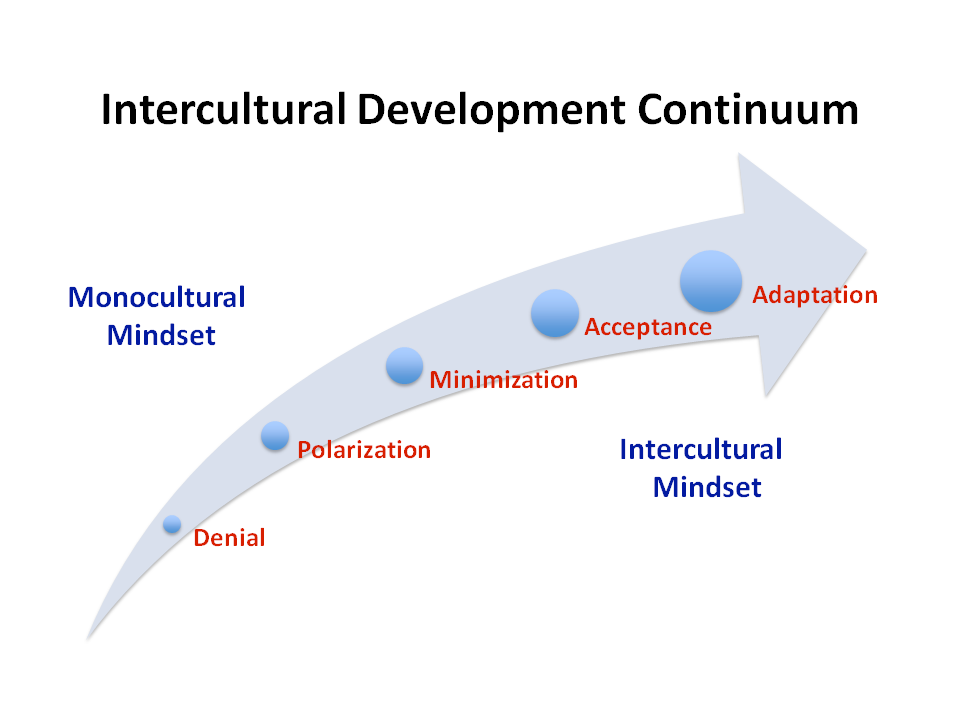 Intercultural Development Continuum
Monocultural
Mindset
Adaptation
Acceptance
Minimization
Polarization
Intercultural
Mindset
Denial